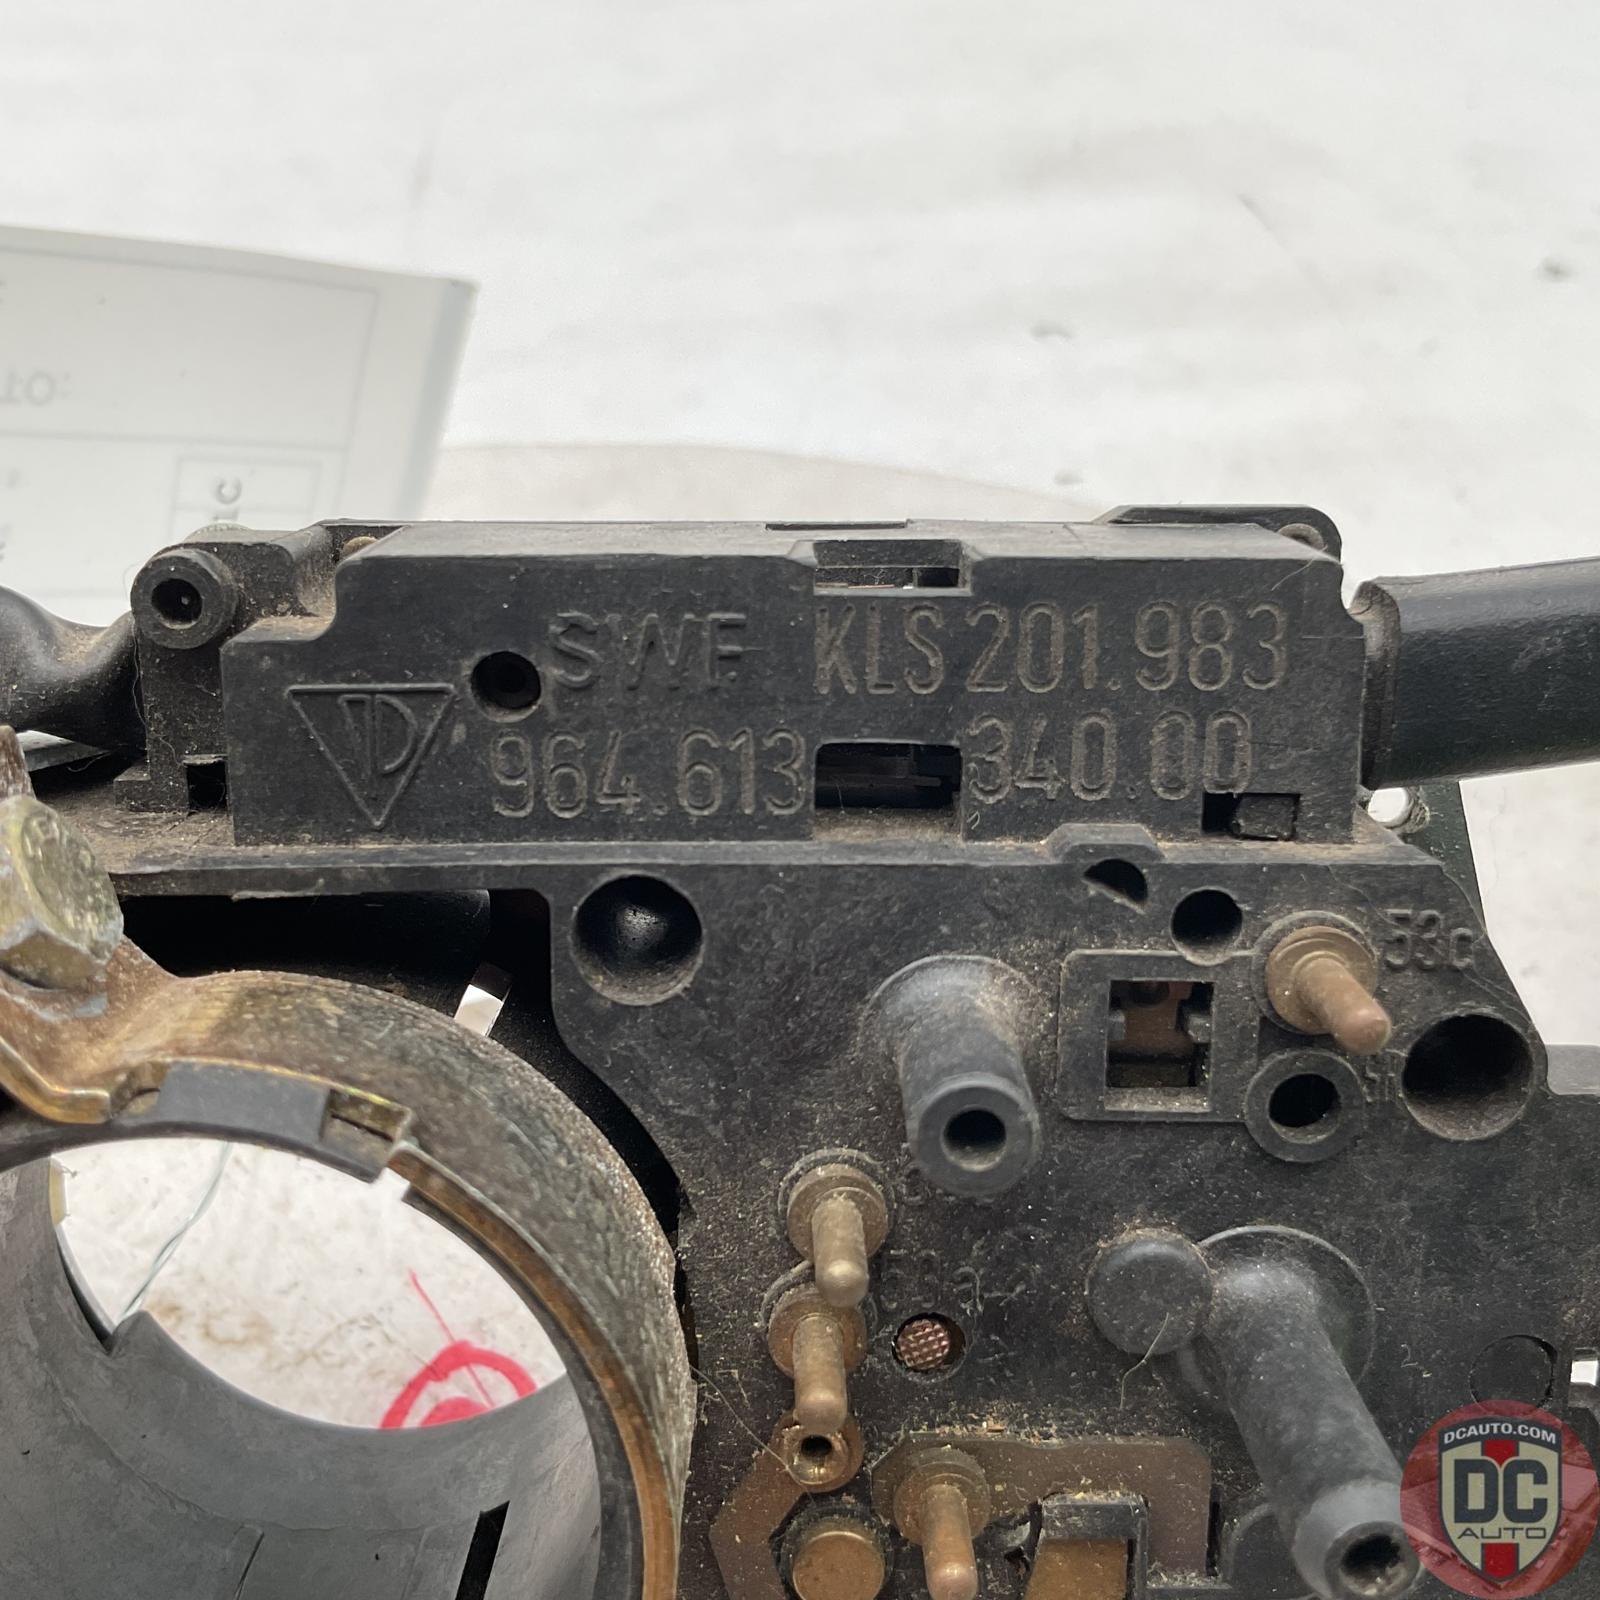 SWF KLS 201.983
964.613 340.00
53c
DCAUTO.COM
DC
AUTO